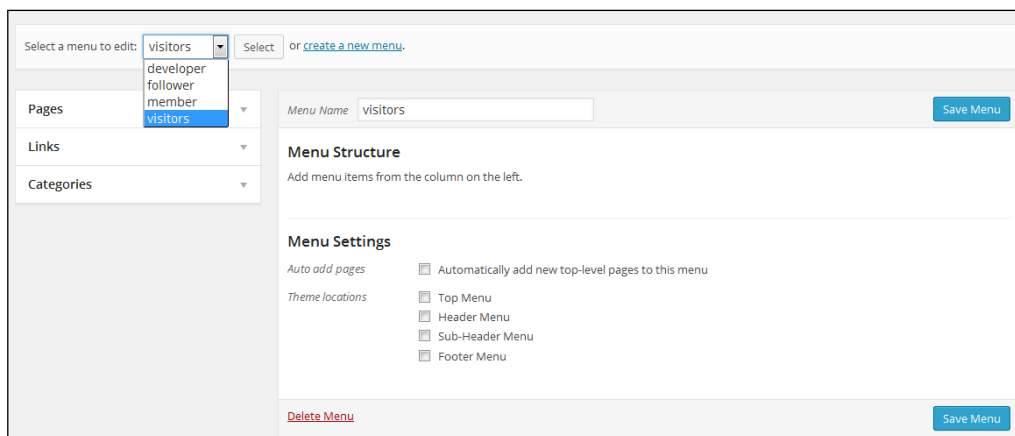 Select a menu to edit: visitors Select or create a new menu.
developer
follower
member
visitors
Pages
Links
Categories
Menu Name visitors Save Menu
Menu Structure
Add menu items from the column on the left.
Menu Settings
Auto add pages Automatically add new top-level pages to this menu
Theme locations Top Menu
Header Menu
Sub-Header Menu
Footer Menu
Delete Menu Save Menu